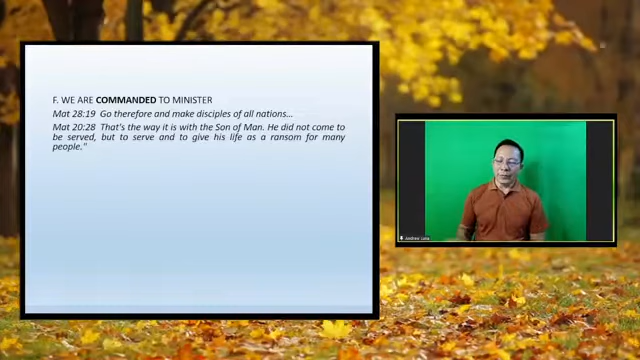 F. WE ARE COMMANDED TO MINISTER
Mat 28:19 Go therefore and make disciples of all nations...
Mat 20:28 That's the way it is with the Son of Man. He did not come to
be served, but to serve and to give his life as a ransom for many
people."
Andrew Luna